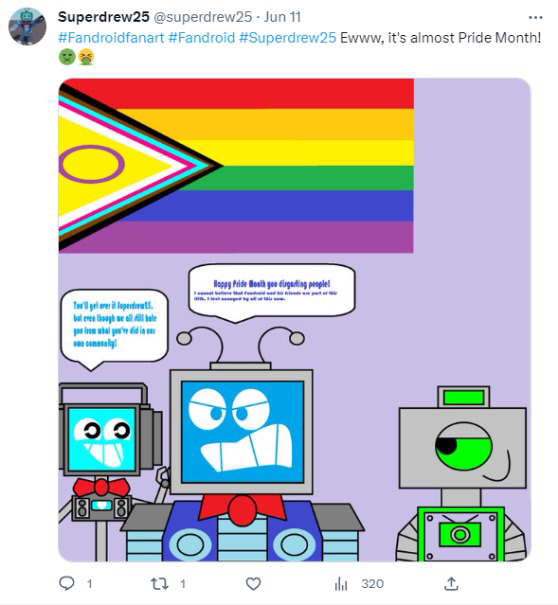 Superdrew25 @superdrew25 · Jun 11
#Fandroidfanart #Fandroid #Superdrew25 Ewww, it's almost Pride Month!
🤢🤮
Happy Pride Month you disgusting people!
I cannot believe that Fandroid and his friends are part of this
filth. I feel annoyed by all of this now.
You'll get over it Superdrew25.
but even though we all still hate
you from what you're did in our
own community!
1
1
320